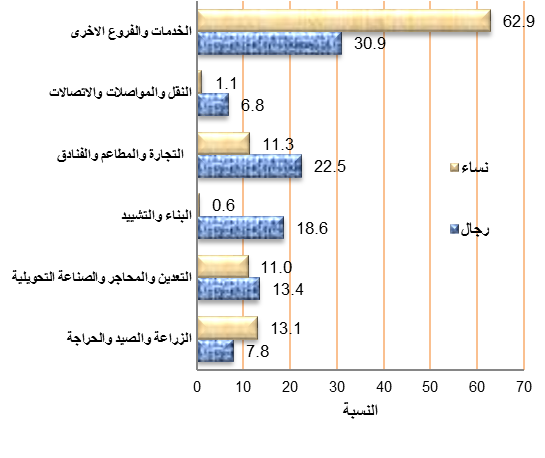 الخدمات والفروع الاخرى
62.9
30.9
النقل والمواصلات والاتصالات
1.1
6.8
التجارة والمطاعم والفنادق
11.3
22.5
نساء
البناء والتشييد
0.6
18.6
رجال
التعدين والمحاجر والصناعة التحويلية
11.0
13.4
الزراعة والصيد والحراجة
13.1
7.8
0 10 20 30 40 50 60 70
النسبة